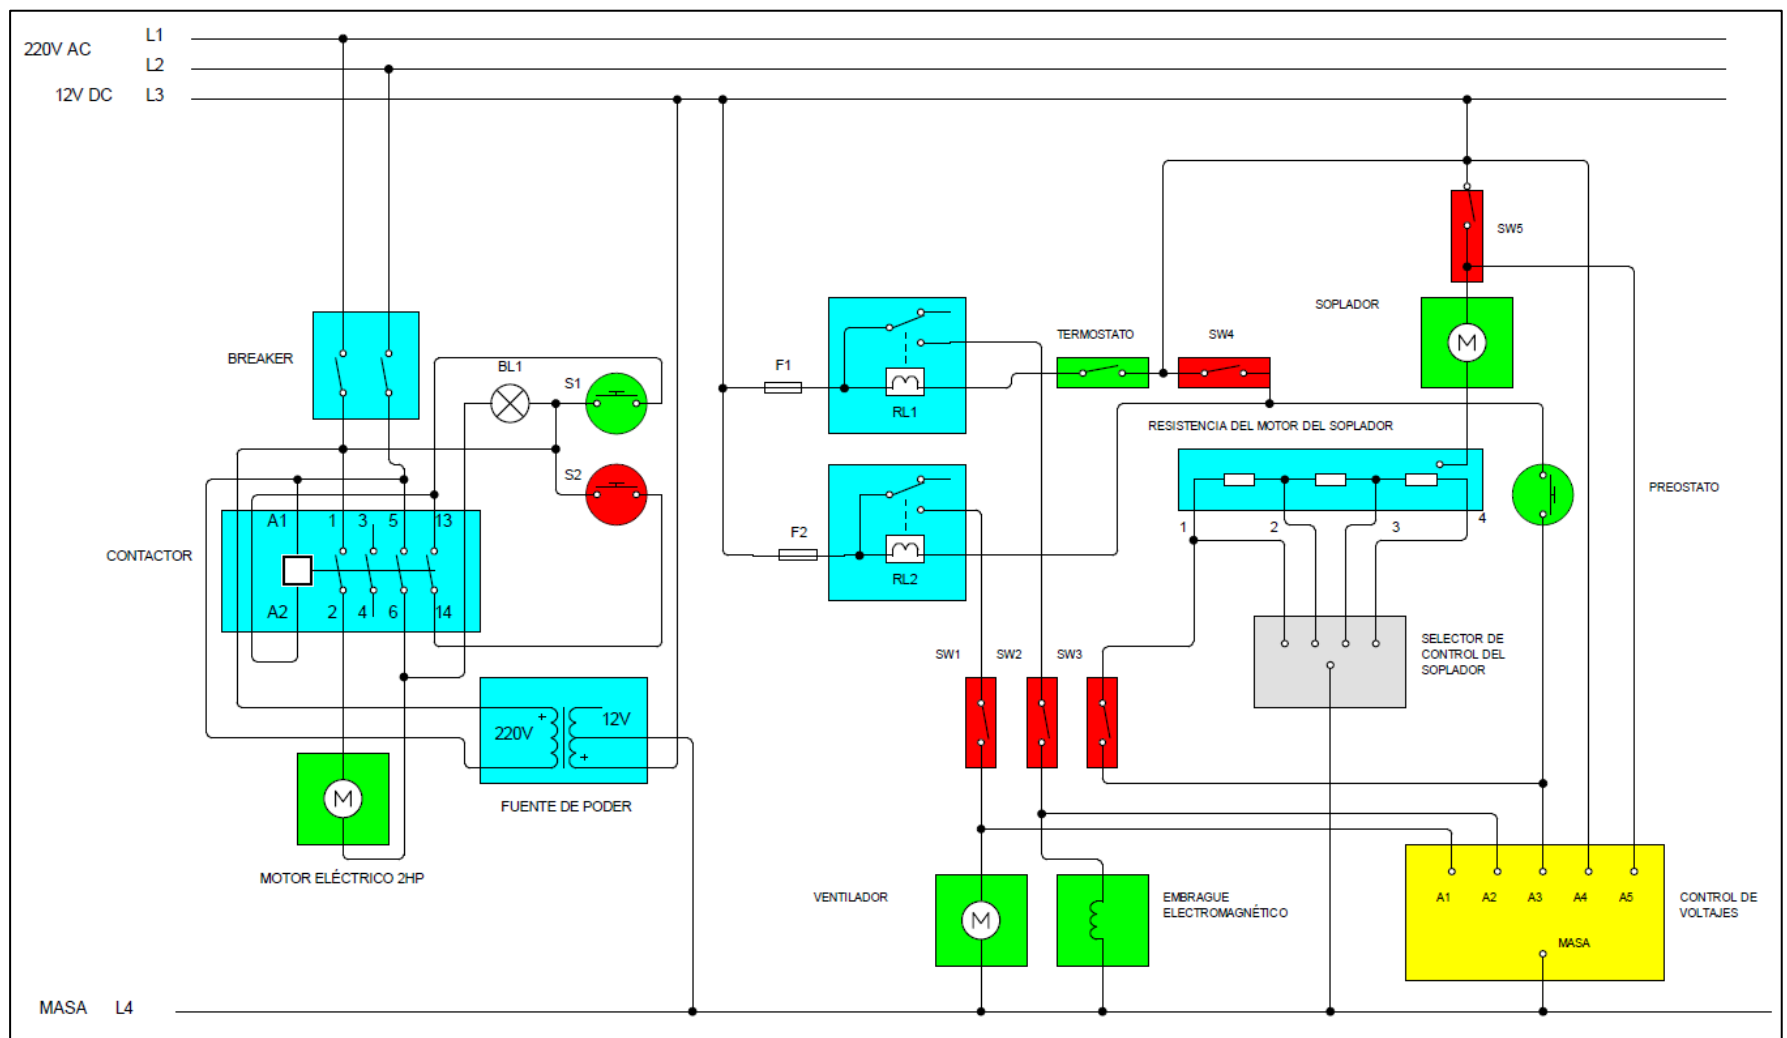 220V AC
L1
L2
12V DC
L3
BREAKER
BL1
S1
S2
CONTACTOR
A1
1
3
5
13
A2
2
4
6
14
220V
+
12V
+
FUENTE DE PODER
M
MOTOR ELÉCTRICO 2HP
F1
RL1
TERMOSTATO
SW4
F2
RL2
SW5
SOPLADOR
M
RESISTENCIA DEL MOTOR DEL SOPLADOR
1
2
3
4
PREOSTATO
SELECTOR DE
CONTROL DEL
SOPLADOR
SW1
SW2
SW3
VENTILADOR
M
EMBRAGUE
ELECTROMAGNÉTICO
A1
A2
A3
A4
A5
MASA
CONTROL DE
VOLTAJES
MASA
L4